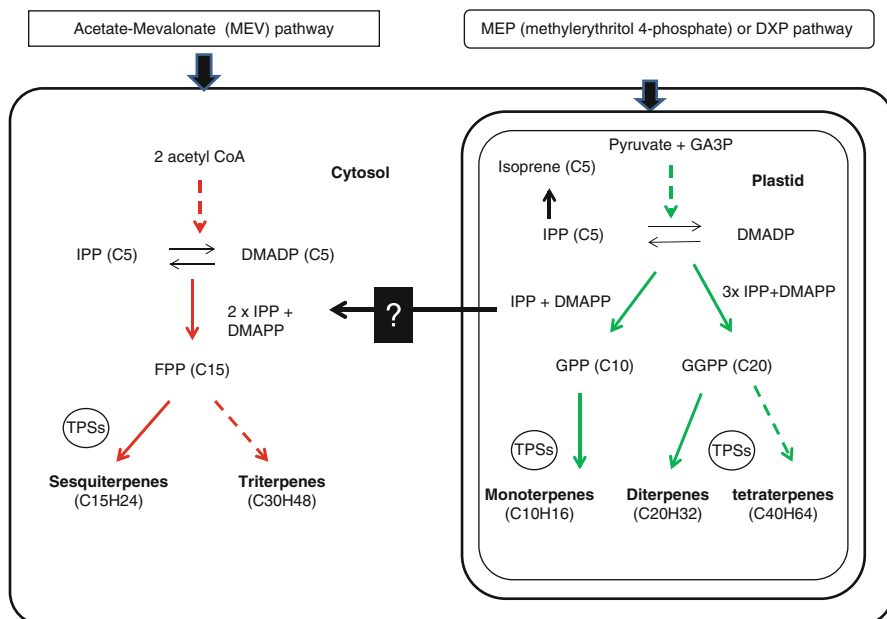 Acetate-Mevalonate (MEV) pathway
MEP (methylerythritol 4-phosphate) or DXP pathway
2 acetyl CoA
Cytosol
IPP (C5)
DMADP (C5)
2 x IPP +
DMAPP
FPP (C15)
TPSs
Sesquiterpenes
(C15H24)
Triterpenes
(C30H48)
?
Pyruvate + GA3P
Isoprene (C5)
Plastid
IPP (C5)
DMADP
IPP + DMAPP
3x IPP+DMAPP
GPP (C10)
GGPP (C20)
TPSs
TPSs
Monoterpenes
(C10H16)
Diterpenes
(C20H32)
tetraterpenes
(C40H64)